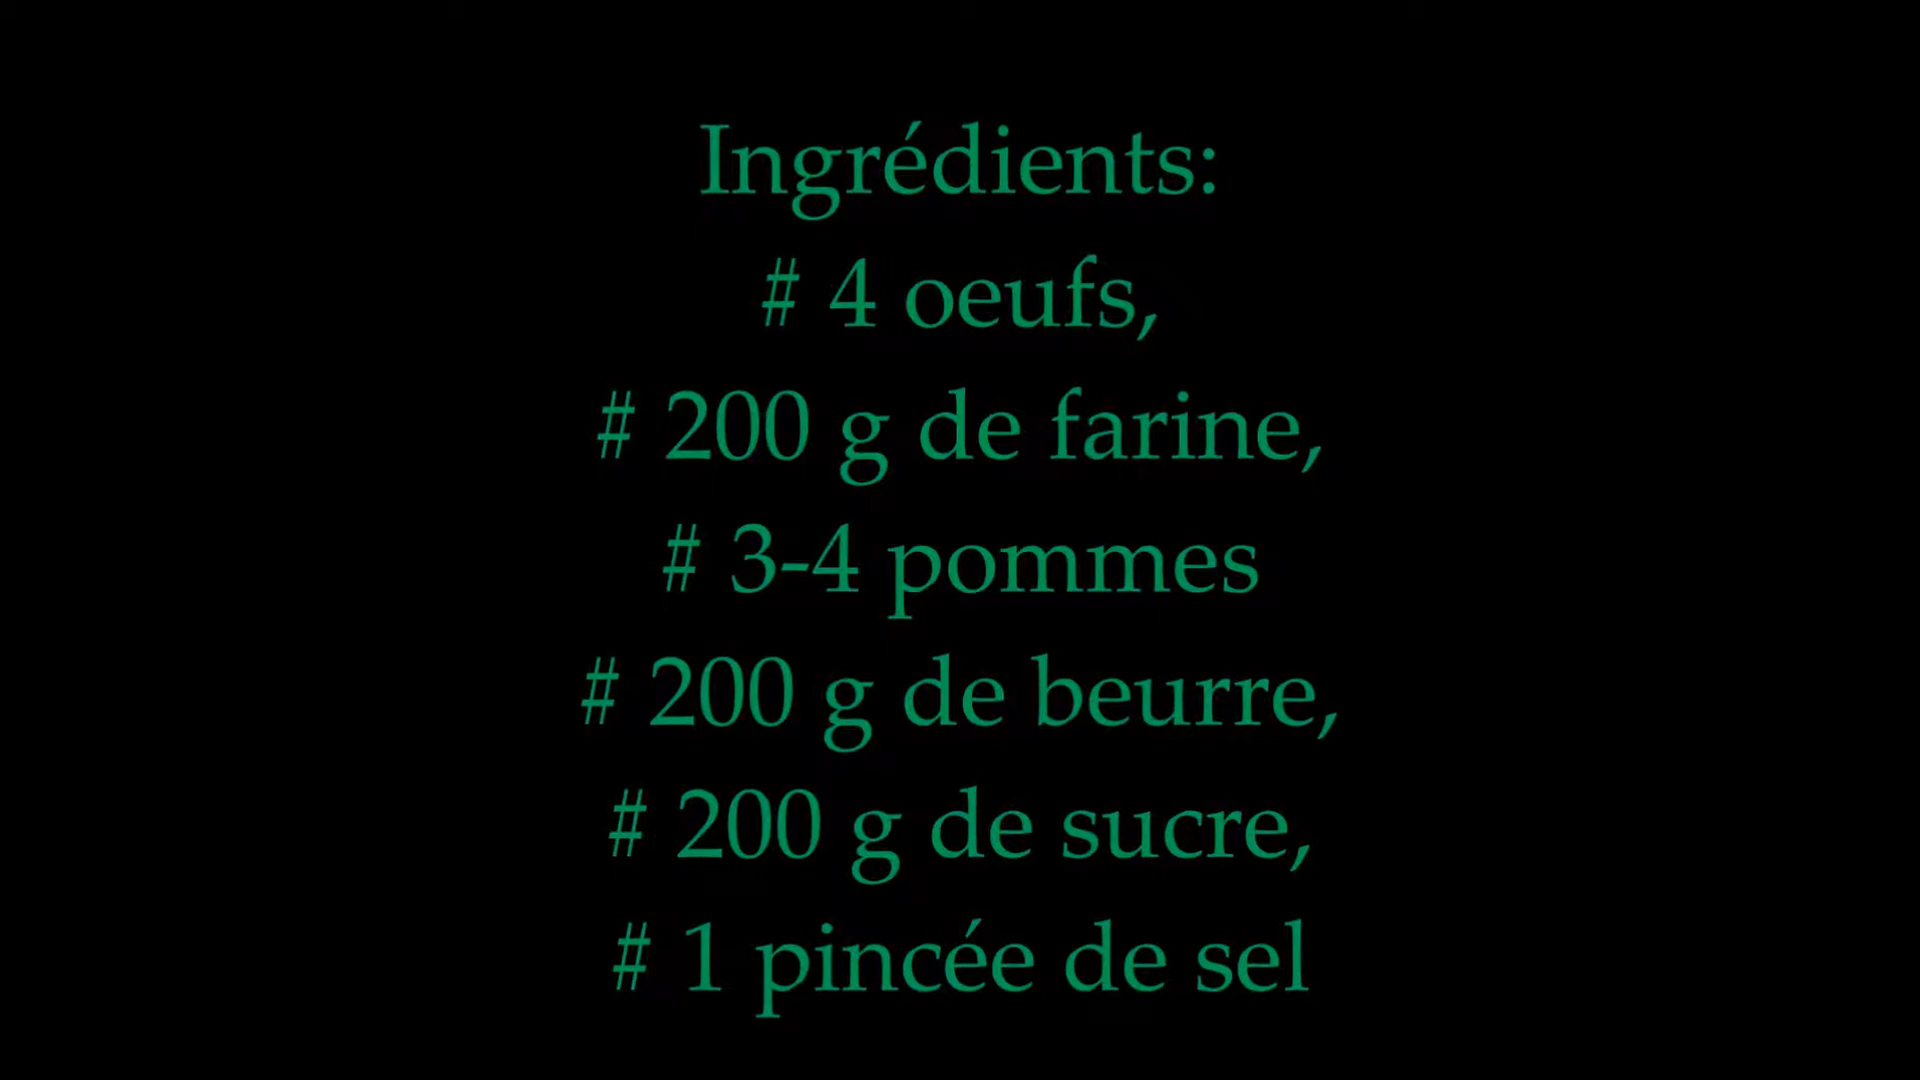 Ingrédients:
# 4 oeufs,
# 200 g de farine,
# 3-4 pommes
# 200 g de beurre,
# 200 g de sucre,
# 1 pincée de sel